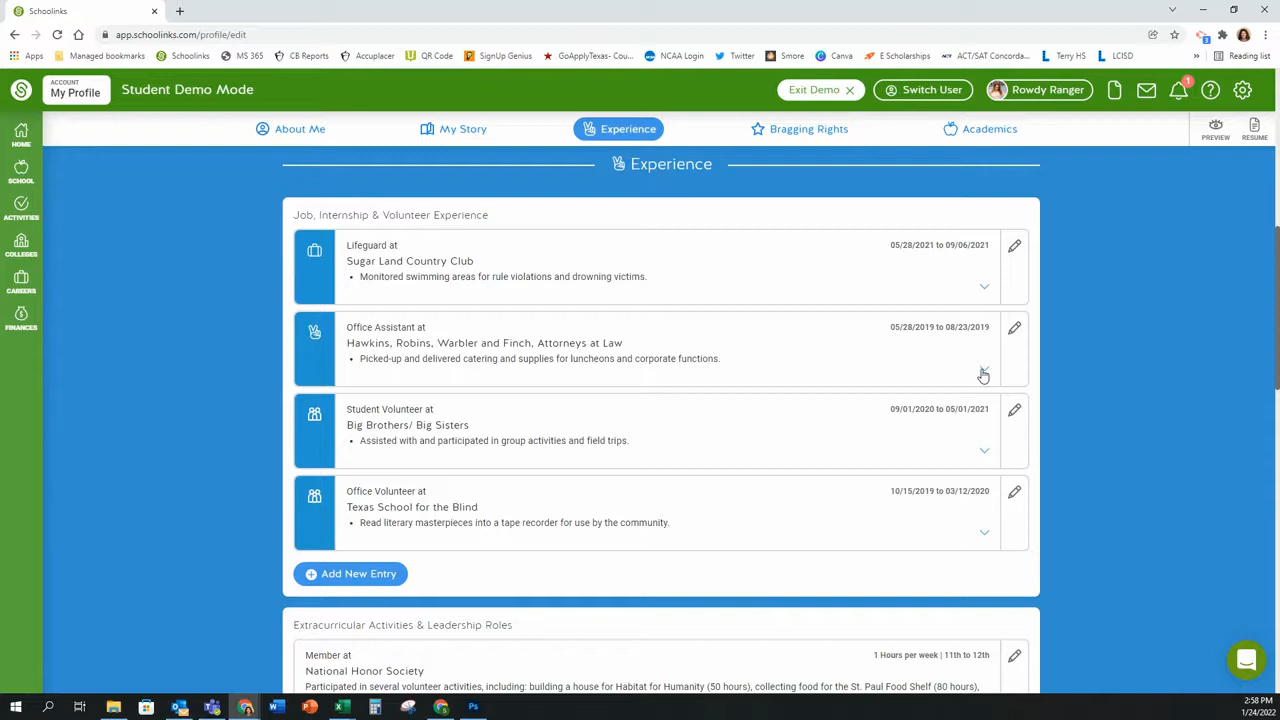 Schoolinks
app.schoolinks.com/profile/edit
Apps Managed bookmarks Schoolinks MS 365 CB Reports Accuplacer QR Code SignUp Genius GoApplyTexas- Cou... NCAA Login Twitter Smore Canva E Scholarships ACT/SAT Concorda... Terry HS LCISD Reading list
ACCOUNT
My Profile
Student Demo Mode
Exit Demo
Switch User
Rowdy Ranger
1
3
HOME
SCHOOL
ACTIVITIES
COLLEGES
CAREERS
FINANCES
About Me My Story Experience Bragging Rights Academics
PREVIEW RESUME
Experience
Job, Internship & Volunteer Experience
Lifeguard at 05/28/2021 to 09/06/2021
Sugar Land Country Club
• Monitored swimming areas for rule violations and drowning victims.
Office Assistant at 05/28/2019 to 08/23/2019
Hawkins, Robins, Warbler and Finch, Attorneys at Law
• Picked-up and delivered catering and supplies for luncheons and corporate functions.
Student Volunteer at 09/01/2020 to 05/01/2021
Big Brothers/ Big Sisters
• Assisted with and participated in group activities and field trips.
Office Volunteer at 10/15/2019 to 03/12/2020
Texas School for the Blind
• Read literary masterpieces into a tape recorder for use by the community.
Add New Entry
Extracurricular Activities & Leadership Roles
Member at 1 Hours per week | 11th to 12th
National Honor Society
Participated in several volunteer activities, including: building a house for Habitat for Humanity (50 hours), collecting food for the St. Paul Food Shelf (80 hours),
2:58 PM
1/24/2022